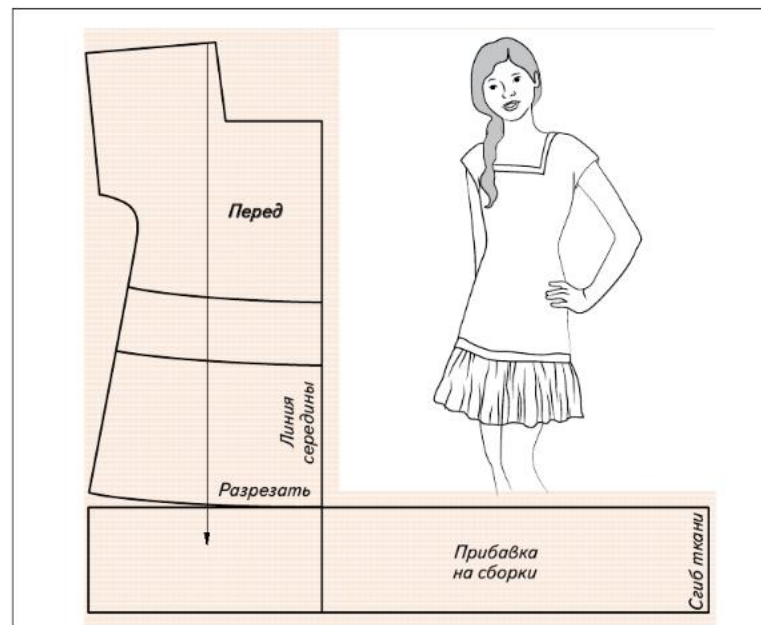 Перед
Линия
середины
Разрезать
Прибавка
на сборки
Сгиб ткани